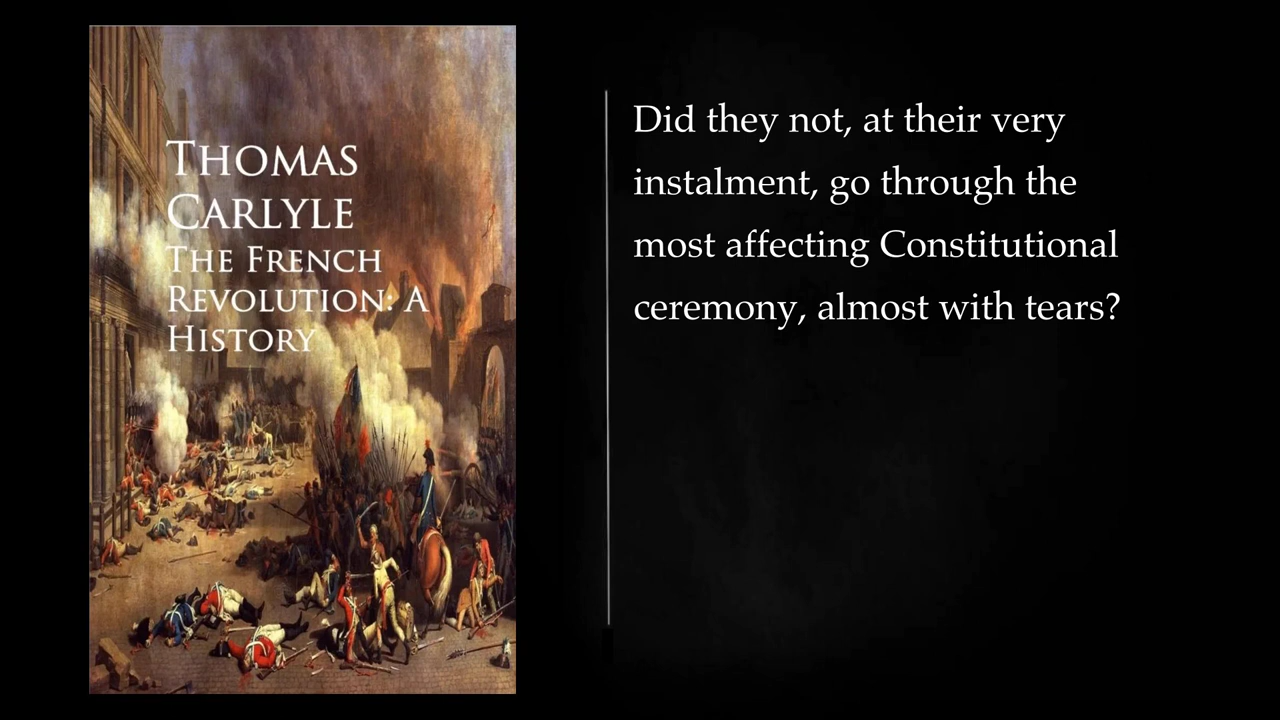 THOMAS
CARLYLE
THE FRENCH
REVOLUTION: A
HISTORY
Did they not, at their very
instalment, go through the
most affecting Constitutional
ceremony, almost with tears?